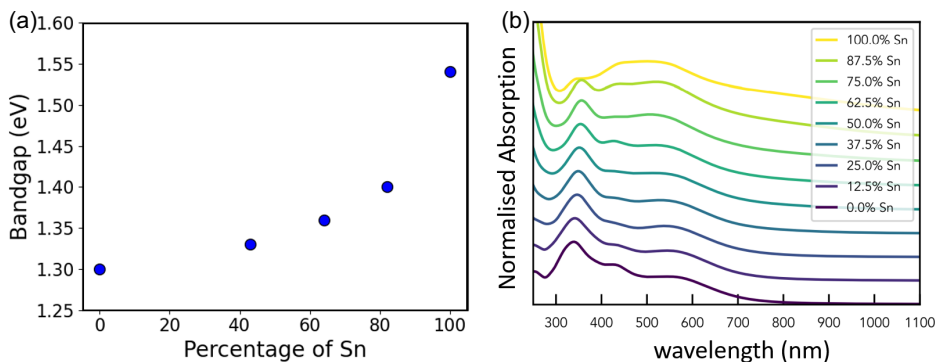 (a)
1.60
1.55
1.50
1.45
1.40
1.35
1.30
1.25
Bandgap (eV)
0
20
40
60
80
100
Percentage of Sn
(b)
Normalised Absorption
100.0% Sn
87.5% Sn
75.0% Sn
62.5% Sn
50.0% Sn
37.5% Sn
25.0% Sn
12.5% Sn
0.0% Sn
300
400
500
600
700
800
900
1000
1100
wavelength (nm)